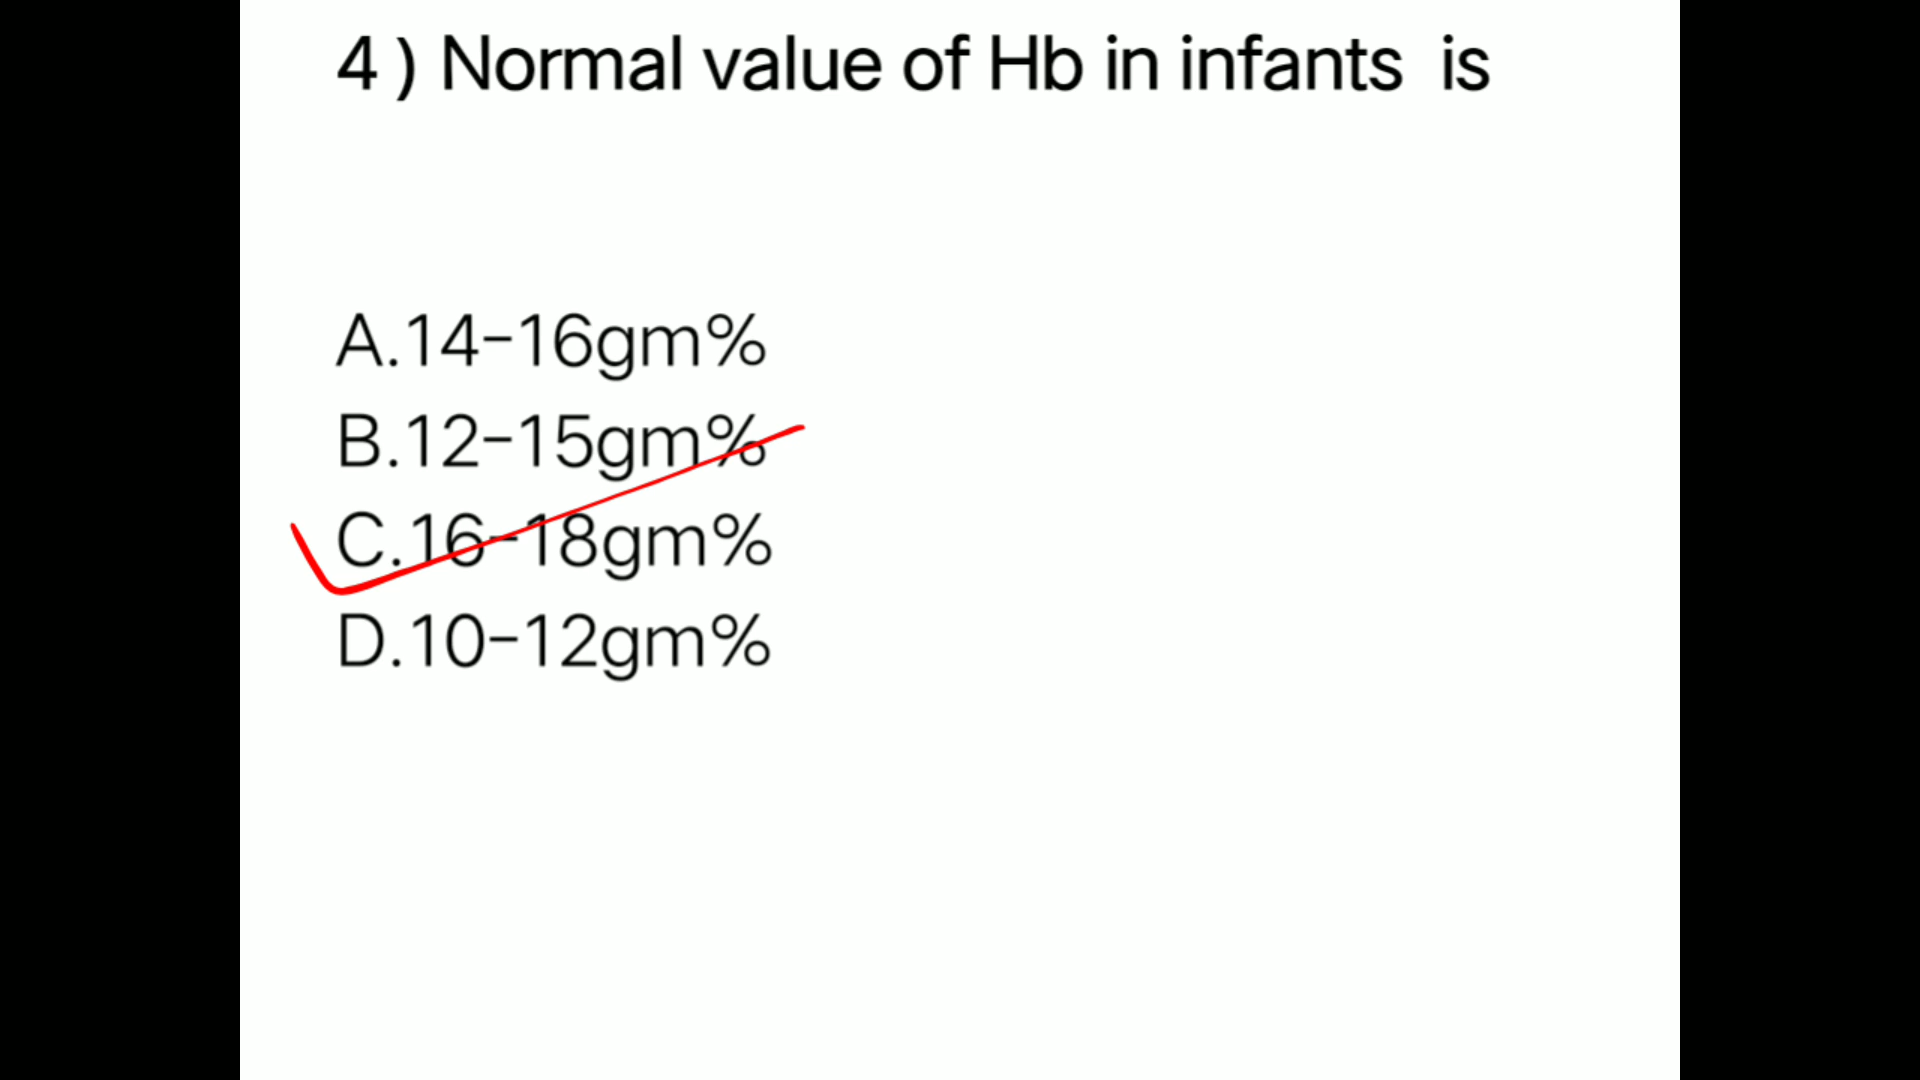 4 ) Normal value of Hb in infants is
A.14-16gm%
B.12-15gm%
C.16-18gm%
D.10-12gm%